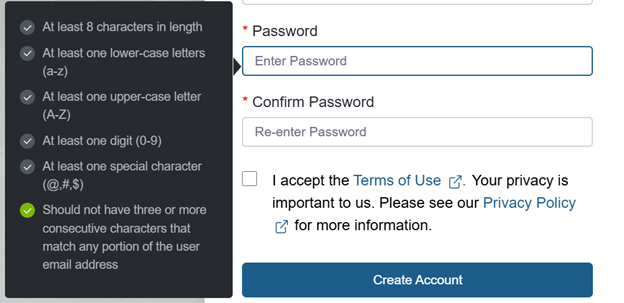 At least 8 characters in length
At least one lower-case letters
(a-z)
At least one upper-case letter
(A-Z)
At least one digit (0-9)
At least one special character
(@,#,$)
Should not have three or more
consecutive characters that
match any portion of the user
email address
* Password
Enter Password
* Confirm Password
Re-enter Password
I accept the Terms of Use . Your privacy is
important to us. Please see our Privacy Policy
for more information.
Create Account